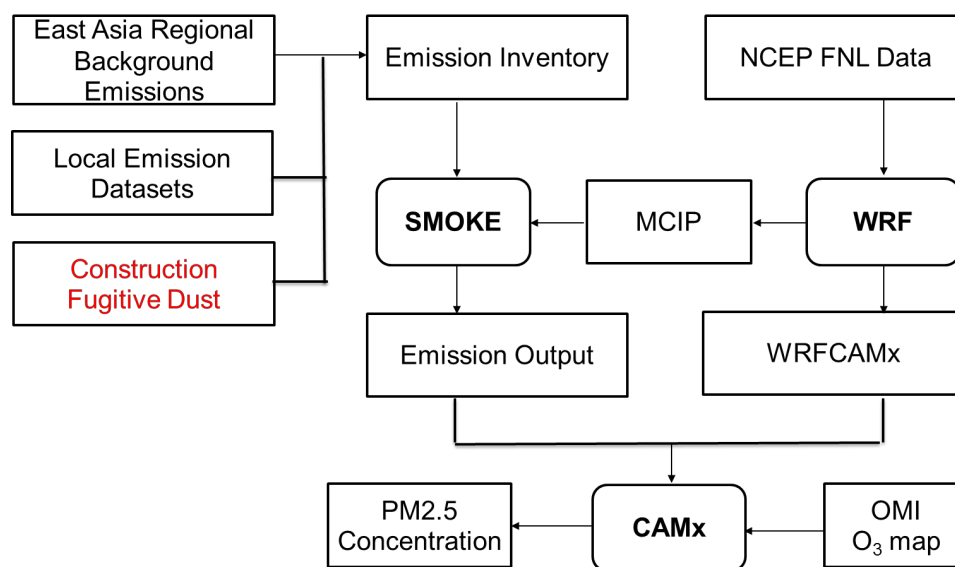 East Asia Regional
Background
Emissions
Emission Inventory
NCEP FNL Data
Local Emission
Datasets
SMOKE
MCIP
WRF
Construction
Fugitive Dust
Emission Output
WRFCAMx
PM2.5
Concentration
CAMx
OMI
O₃ map